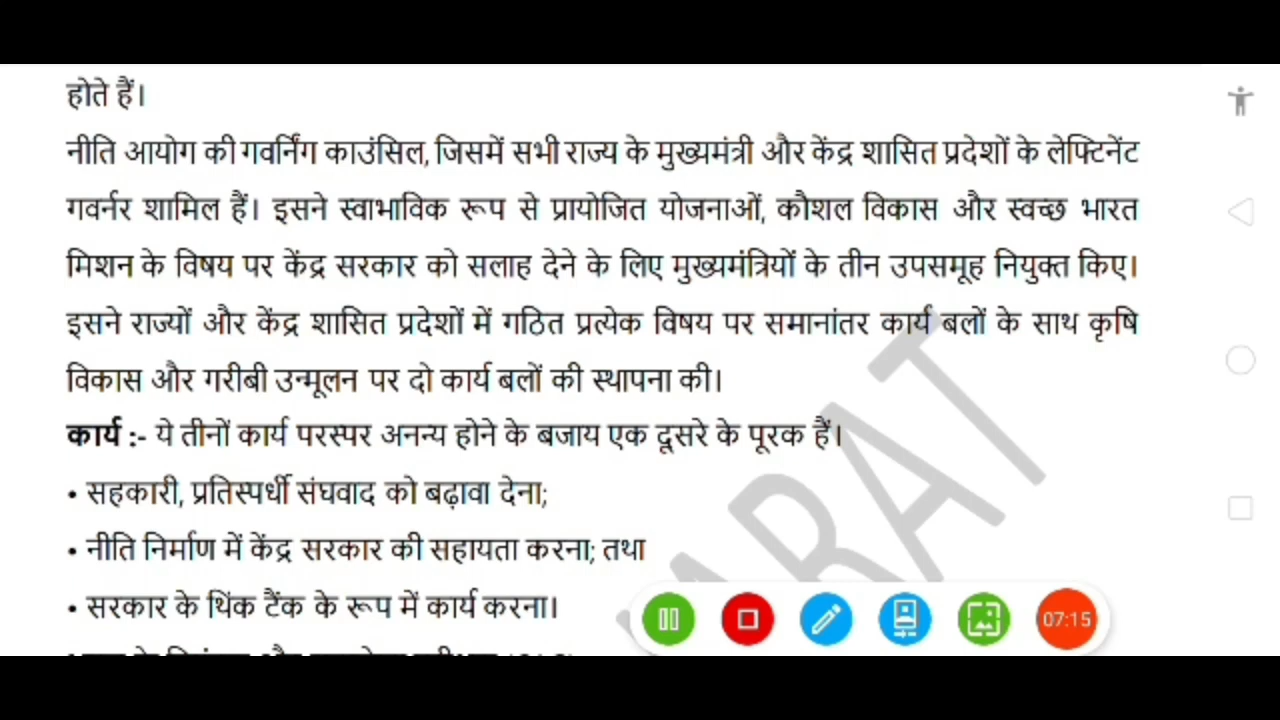 होते हैं।
नीति आयोग की गवर्निंग काउंसिल, जिसमें सभी राज्य के मुख्यमंत्री और केंद्र शासित प्रदेशों के लेफ्टिनेंट
गवर्नर शामिल हैं। इसने स्वाभाविक रूप से प्रायोजित योजनाओं, कौशल विकास और स्वच्छ भारत
मिशन के विषय पर केंद्र सरकार को सलाह देने के लिए मुख्यमंत्रियों के तीन उपसमूह नियुक्त किए।
इसने राज्यों और केंद्र शासित प्रदेशों में गठित प्रत्येक विषय पर समानांतर कार्य बलों के साथ कृषि
विकास और गरीबी उन्मूलन पर दो कार्य बलों की स्थापना की।
कार्य :- ये तीनों कार्य परस्पर अनन्य होने के बजाय एक दूसरे के पूरक हैं।
• सहकारी, प्रतिस्पर्धी संघवाद को बढ़ावा देना;
• नीति निर्माण में केंद्र सरकार की सहायता करना; तथा
• सरकार के थिंक टैंक के रूप में कार्य करना।
07:15